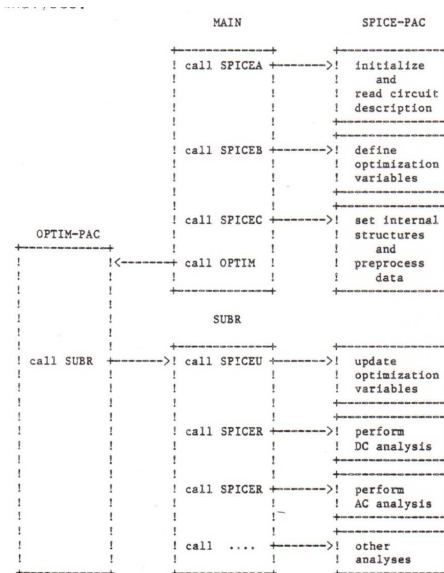 MAIN SPICE-PAC
call SPICEA initialize
and
read circuit
description
call SPICEB define
optimization
variables
call SPICEC set internal
structures
OPTIM-PAC and
call OPTIM preprocess
data
SUBR
call SUBR call SPICEU update
optimization
variables
call SPICER perform
DC analysis
call SPICER perform
AC analysis
call .... other
analyses